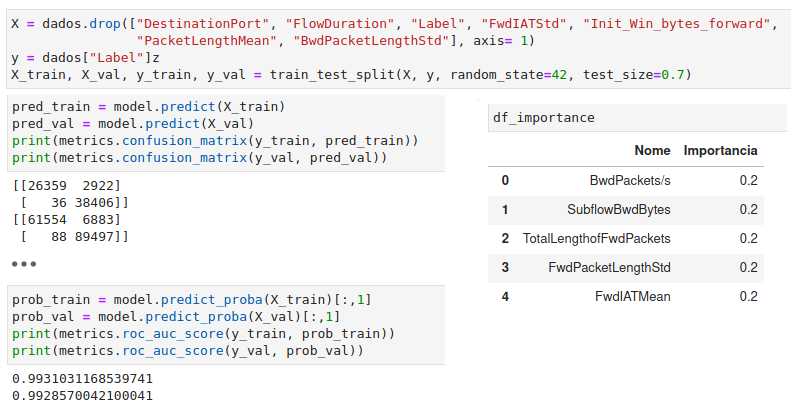 X = dados.drop(["DestinationPort", "FlowDuration", "Label", "FwdIATStd", "Init_Win_bytes_forward",
"PacketLengthMean", "BwdPacketLengthStd"], axis= 1)
y = dados["Label"]z
X_train, X_val, y_train, y_val = train_test_split(X, y, random_state=42, test_size=0.7)
pred_train = model.predict(X_train)
pred_val = model.predict(X_val)
print(metrics.confusion_matrix(y_train, pred_train))
print(metrics.confusion_matrix(y_val, pred_val))
[[26359 2922]
[ 36 38406]]
[[61554 6883]
[ 88 89497]]
•••
prob_train = model.predict_proba(X_train)[:,1]
prob_val = model.predict_proba(X_val)[:,1]
print(metrics.roc_auc_score(y_train, prob_train))
print(metrics.roc_auc_score(y_val, prob_val))
0.9931031168539741
0.9928570042100041
df_importance
Nome Importancia
0 BwdPackets/s 0.2
1 SubflowBwdBytes 0.2
2 TotalLengthofFwdPackets 0.2
3 FwdPacketLengthStd 0.2
4 FwdIATMean 0.2